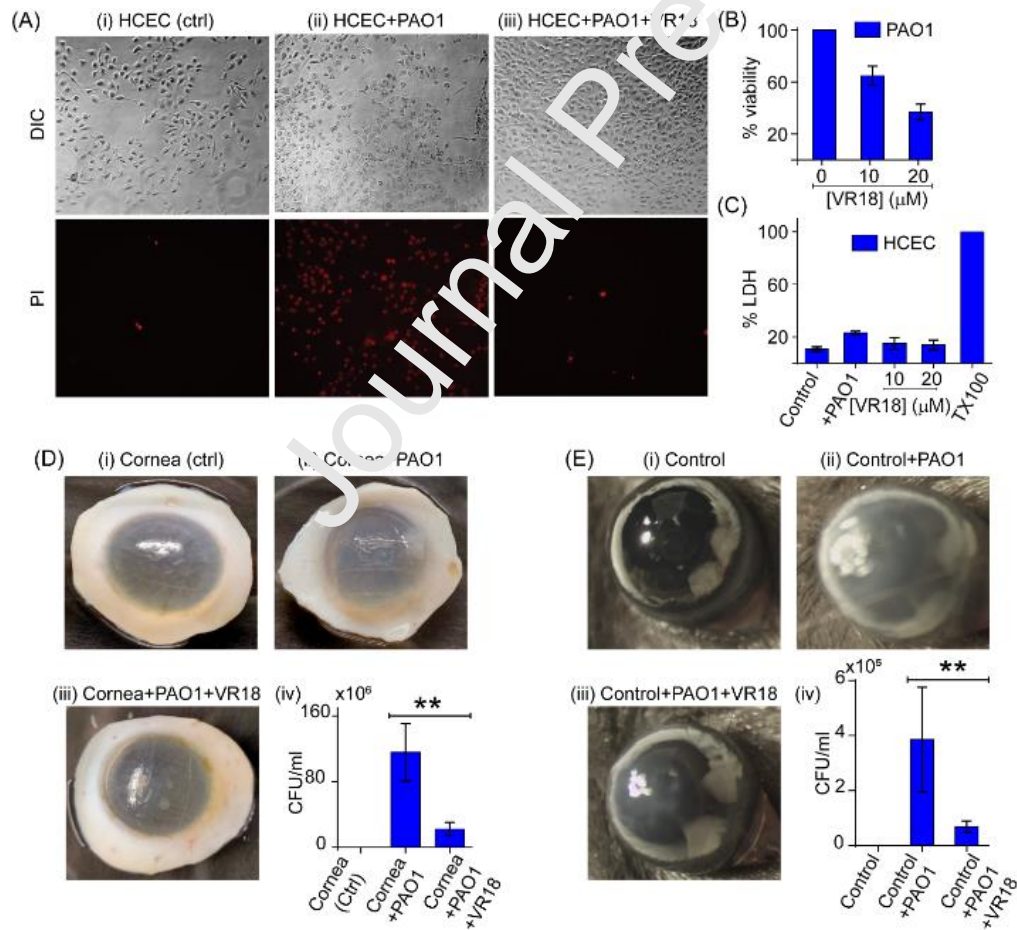 (A)
(i) HCEC (ctrl)
(ii) HCEC+PAO1
(iii) HCEC+PAO1+VR18
DIC
PI
(B)
% viability
100
60
20
PAO1
0 10 20
[VR18] (μM)
(C)
% LDH
100
60
20
HCEC
Control
+PAO1
10 20
[VR18] (μM)
TX100
Journal Pre
(D)
(i) Cornea (ctrl)
PAO1
(iii) Cornea+PAO1+VR18
(iv)
x10⁶
160
80
0
CFU/ml
**
Cornea
(Ctrl)
Cornea
+PAO1
Cornea
+PAO1
+VR18
(E)
(i) Control
(ii) Control+PAO1
(iii) Control+PAO1+VR18
(iv)
6
4
2
0
CFU/ml
**
Control
Control
+PAO1
Control
+PAO1
+VR18